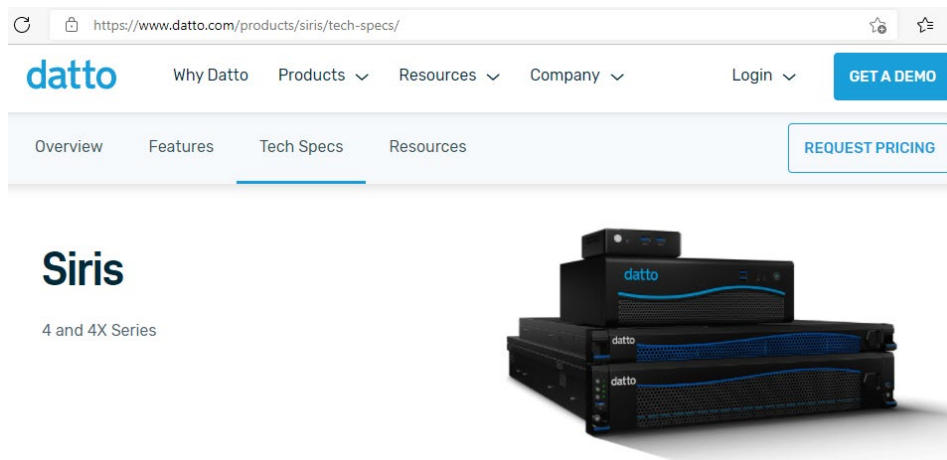 https://www.datto.com/products/siris/tech-specs/
datto Why Datto Products Resources Company Login GET A DEMO
Overview Features Tech Specs Resources REQUEST PRICING
Siris
4 and 4X Series
datto
datto
datto